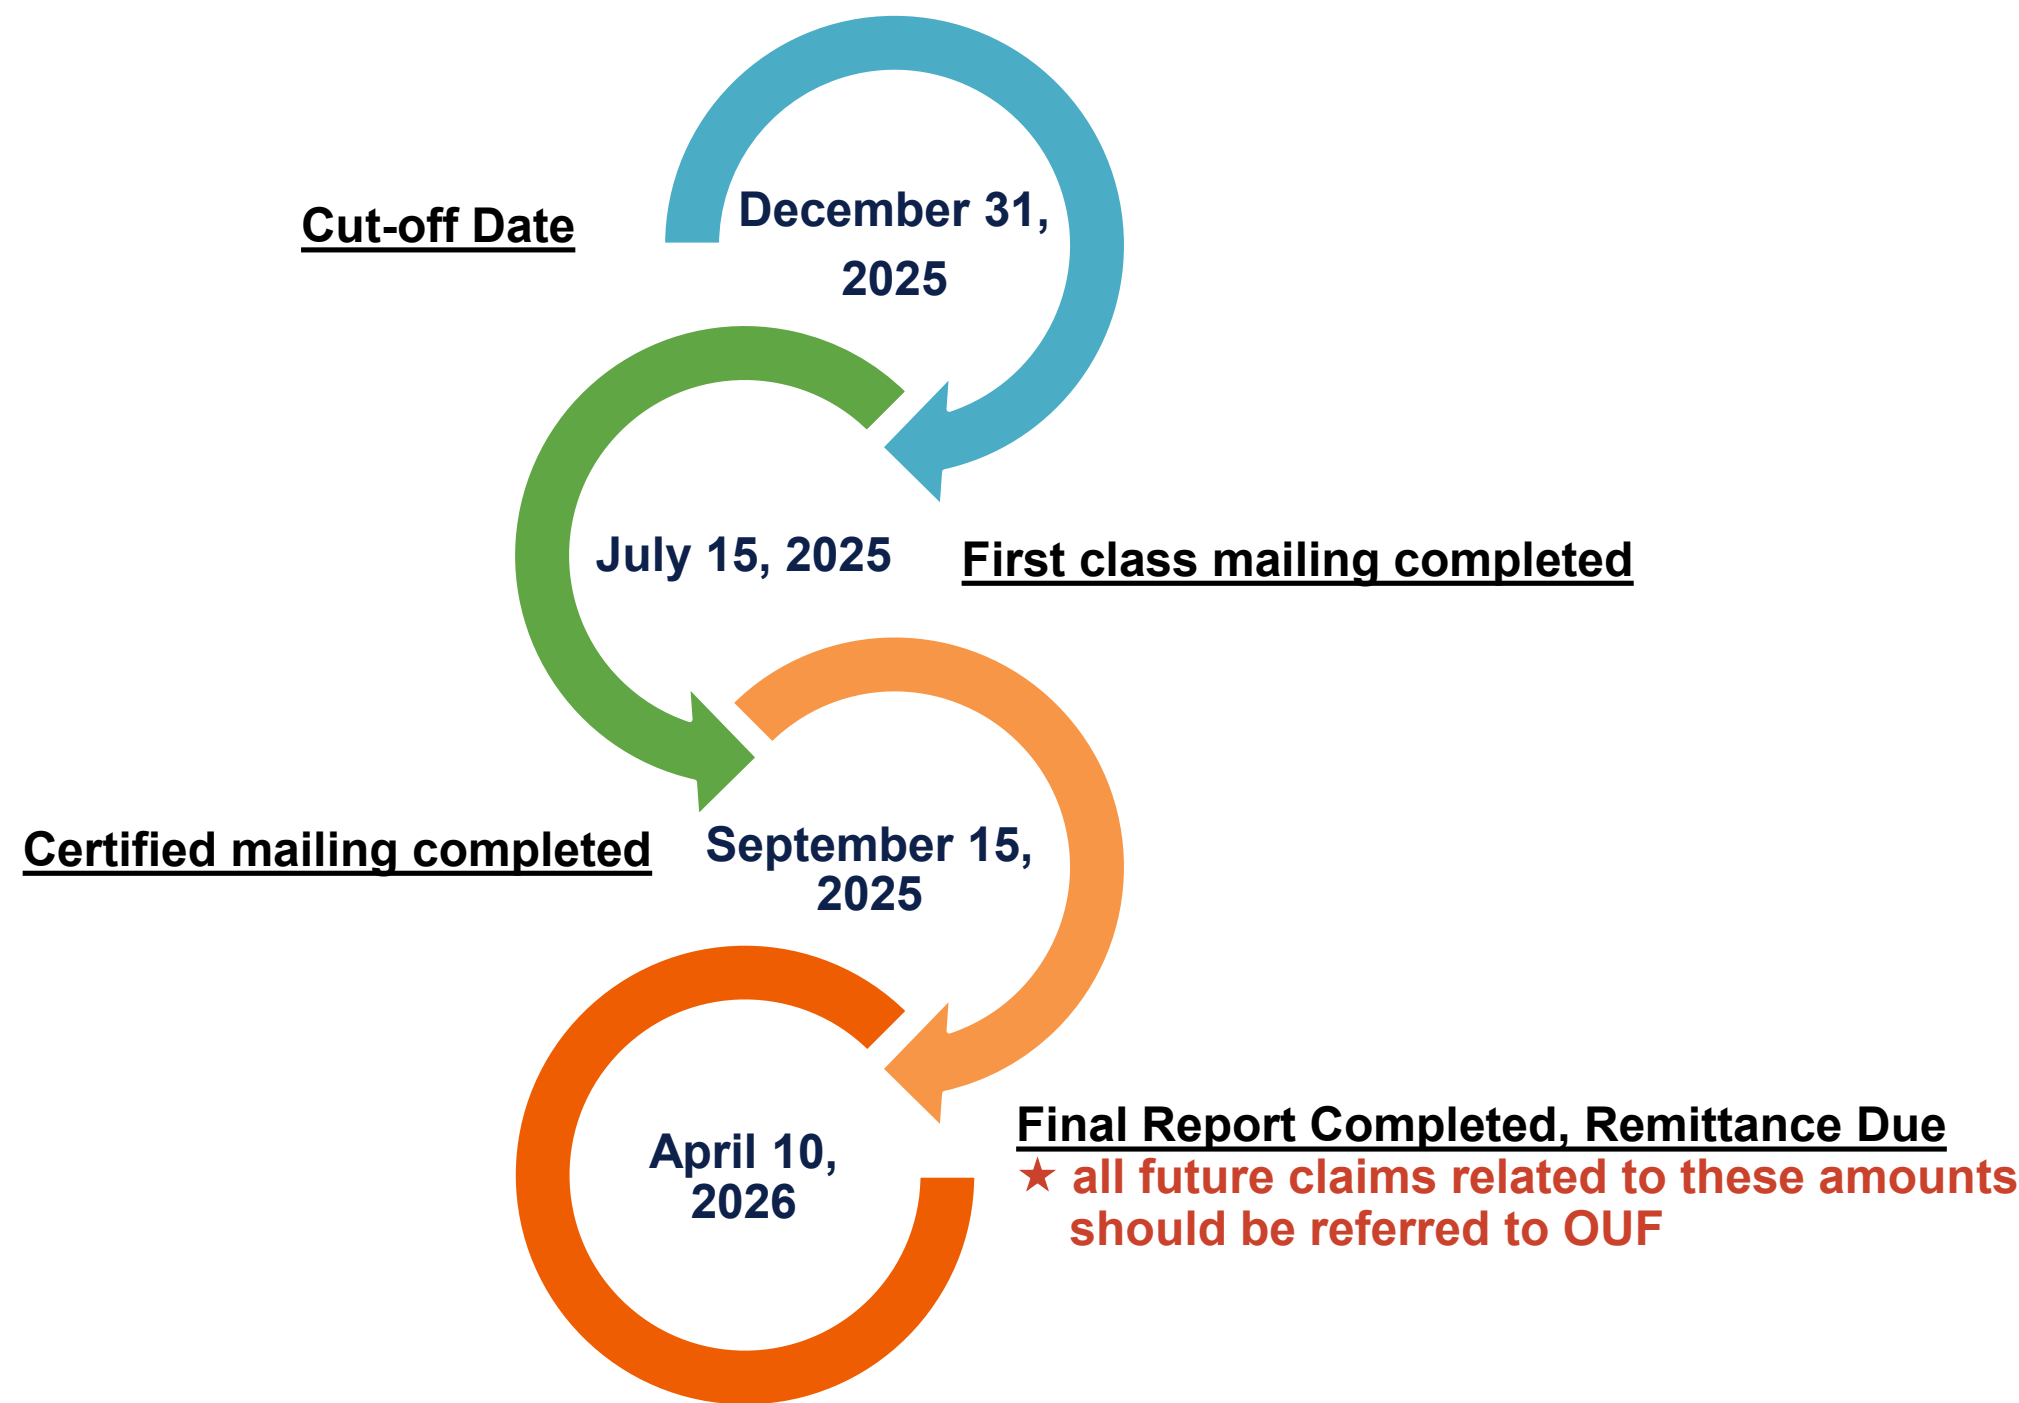 Cut-off Date
December 31,
2025
July 15, 2025
First class mailing completed
Certified mailing completed
September 15,
2025
April 10,
2026
Final Report Completed, Remittance Due
★ all future claims related to these amounts
should be referred to OUF